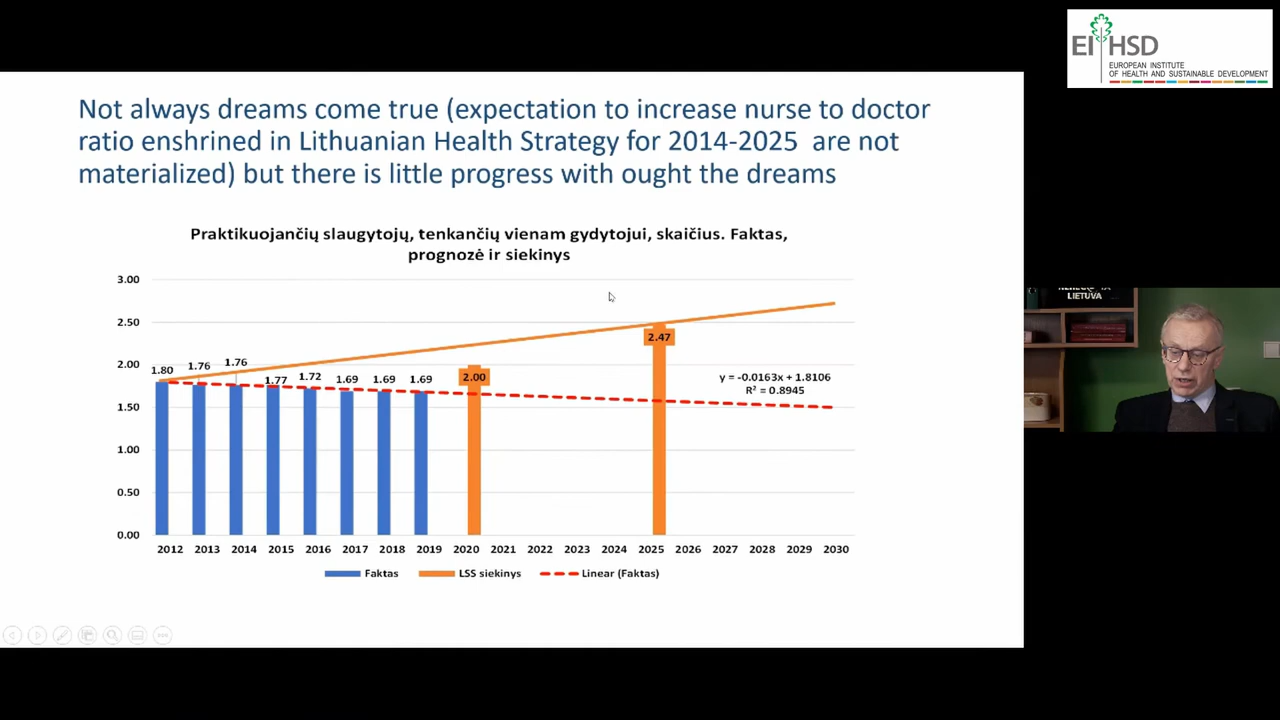 EI HSD
EUROPEAN INSTITUTE
OF HEALTH AND SUSTAINABLE DEVELOPMENT
Not always dreams come true (expectation to increase nurse to doctor
ratio enshrined in Lithuanian Health Strategy for 2014-2025 are not
materialized) but there is little progress with ought the dreams
Praktikuojančių slaugytojų, tenkančių vienam gydytojui, skaičius. Faktas,
prognozė ir siekinys
3.00
2.50
2.00
1.50
1.00
0.50
0.00
1.80 1.76 1.76 1.77 1.72 1.69 1.69 1.69 2.00 2.47
y = -0.0163x + 1.8106
R² = 0.8945
2012 2013 2014 2015 2016 2017 2018 2019 2020 2021 2022 2023 2024 2025 2026 2027 2028 2029 2030
Faktas LSS siekinys Linear (Faktas)
LIETUVA